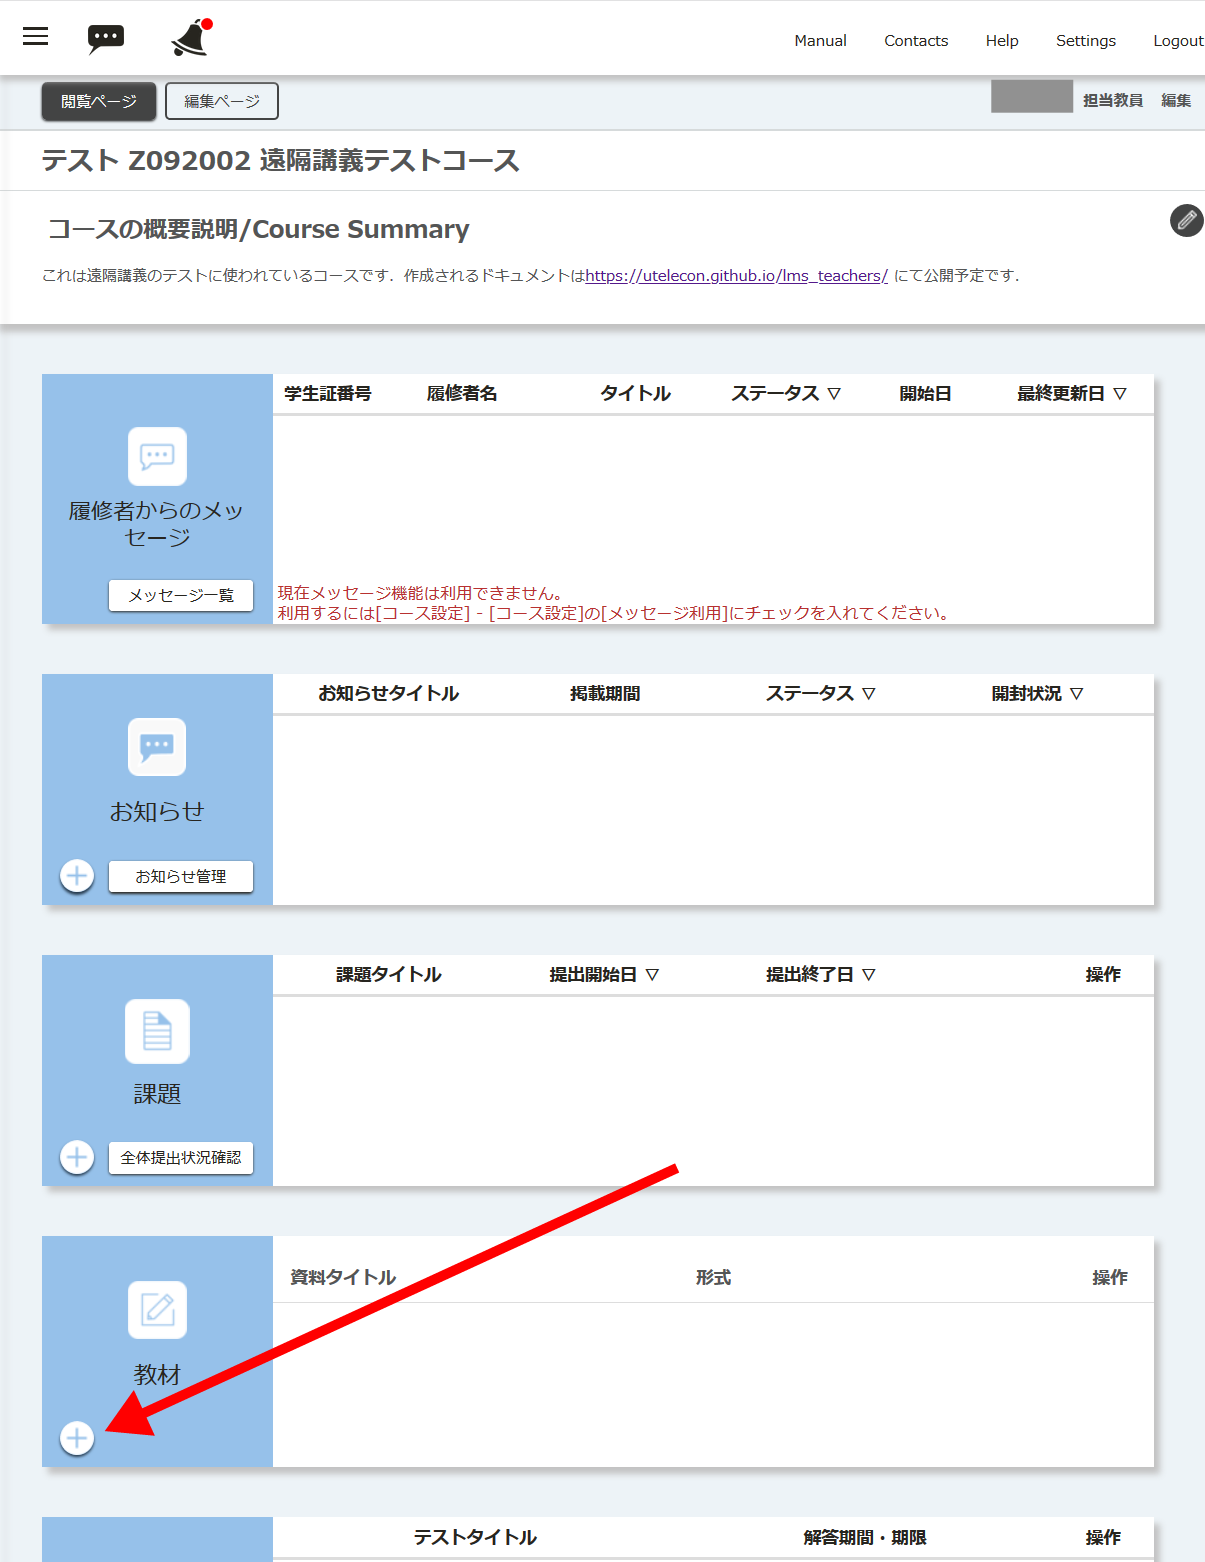 Manual Contacts Help Settings Logout
閲覧ページ 編集ページ 担当教員 編集
テスト Z092002 遠隔講義テストコース
コースの概要説明/Course Summary
これは遠隔講義のテストに使われているコースです．作成されるドキュメントはhttps://utelecon.github.io/lms_teachers/ にて公開予定です．
学生証番号 履修者名 タイトル ステータス ▽ 開始日 最終更新日 ▽
履修者からのメッ
セージ
メッセージ一覧
現在メッセージ機能は利用できません。
利用するには[コース設定] - [コース設定]の[メッセージ利用]にチェックを入れてください。
お知らせタイトル 掲載期間 ステータス ▽ 開封状況 ▽
お知らせ
お知らせ管理
課題タイトル 提出開始日 ▽ 提出終了日 ▽ 操作
課題
全体提出状況確認
資料タイトル 形式 操作
教材
テストタイトル 解答期間・期限 操作